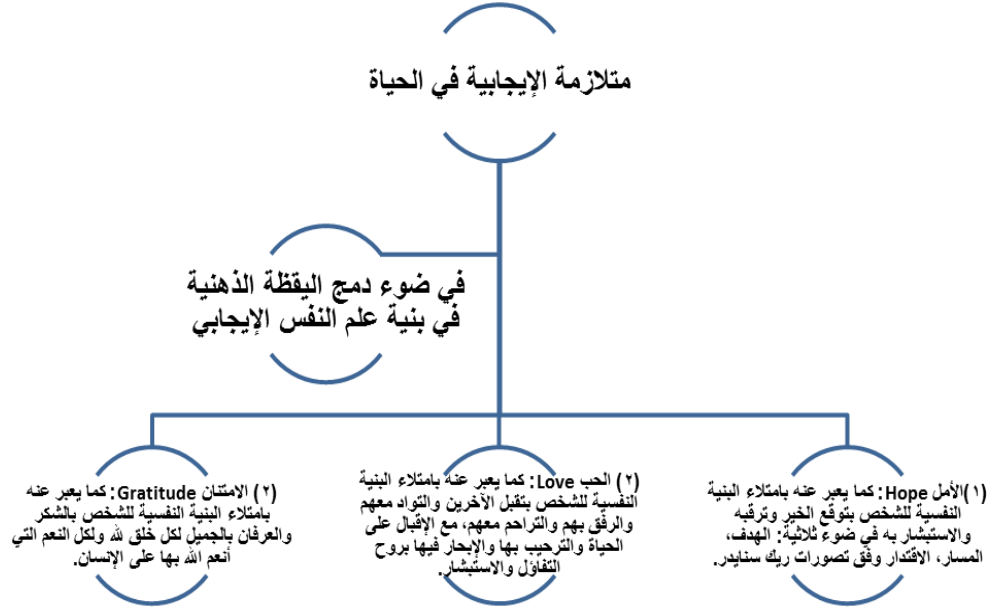 متلازمة الإيجابية في الحياة
في ضوء دمج اليقظة الذهنية
في بنية علم النفس الإيجابي
(١)الأمل Hope: كما يعبر عنه بامتلاء البنية
النفسية للشخص بتوقع الخير وترقبه
والاستبشار به في ضوء ثلاثية: الهدف،
المسار، الاقتدار وفق تصورات ريك سنايدر.
(٢) الحب Love: كما يعبر عنه بامتلاء البنية
النفسية للشخص بتقبل الآخرين والتواد معهم
والرفق بهم والتراحم معهم، مع الإقبال على
الحياة والترحيب بها والإبحار فيها بروح
التفاؤل والاستبشار.
(٢) الامتنان Gratitude: كما يعبر عنه
بامتلاء البنية النفسية للشخص بالشكر
والعرفان بالجميل لكل خلق لله ولكل النعم التي
أنعم الله بها على الإنسان.